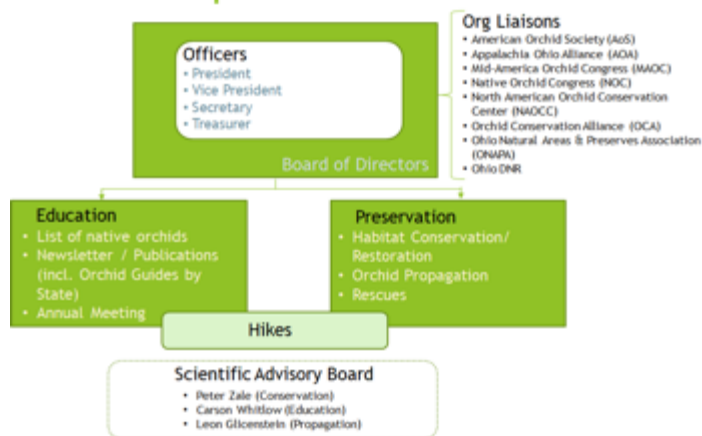 Officers
• President
• Vice President
• Secretary
• Treasurer
Board of Directors
Org Liaisons
• American Orchid Society (AoS)
• Appalachia Ohio Alliance (AOA)
• Mid-America Orchid Congress (MAOC)
• Native Orchid Congress (NOC)
• North American Orchid Conservation
Center (NAOCC)
• Orchid Conservation Alliance (OCA)
• Ohio Natural Areas & Preserves Association
(ONAPA)
• Ohio DNR
Education
• List of native orchids
• Newsletter / Publications
(incl. Orchid Guides by
State)
• Annual Meeting
Preservation
• Habitat Conservation/
Restoration
• Orchid Propagation
• Rescues
Hikes
Scientific Advisory Board
• Peter Zale (Conservation)
• Carson Whitlow (Education)
• Leon Glicenstein (Propagation)